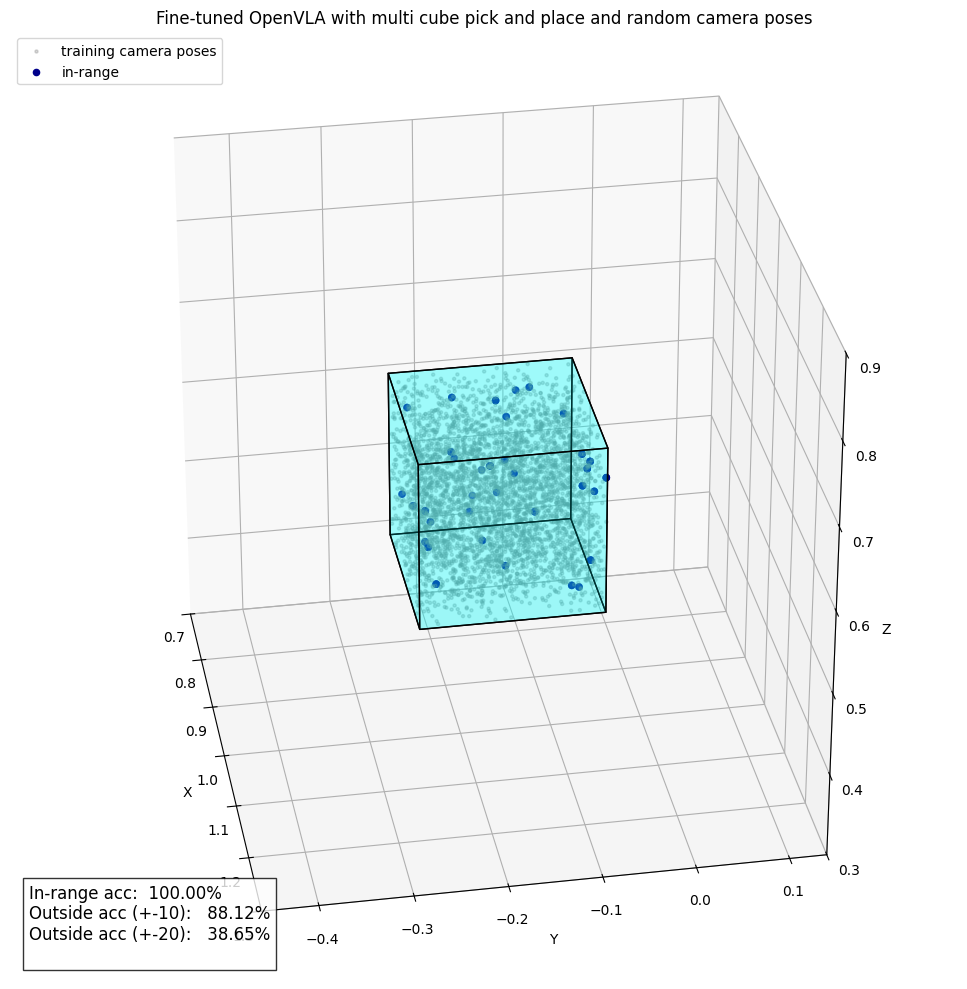 Fine-tuned OpenVLA with multi cube pick and place and random camera poses
training camera poses
in-range
0.9
0.8
0.7
0.6
Z
0.5
0.4
0.3
0.7
0.8
0.9
X
1.0
1.1
1.2
−0.4
−0.3
−0.2
−0.1
0.0
0.1
Y
In-range acc:  100.00%
Outside acc (+-10):   88.12%
Outside acc (+-20):   38.65%